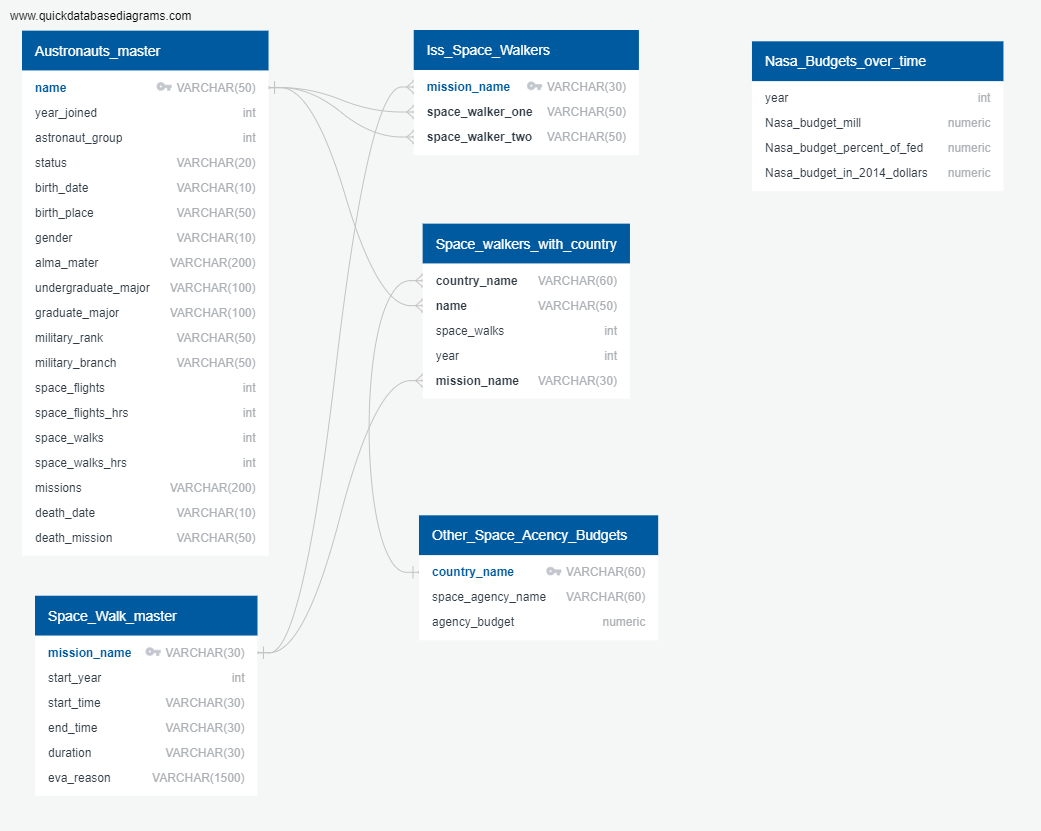 www.quickdatabasediagrams.com
Austronauts_master
name VARCHAR(50)
year_joined int
astronaut_group int
status VARCHAR(20)
birth_date VARCHAR(10)
birth_place VARCHAR(50)
gender VARCHAR(10)
alma_mater VARCHAR(200)
undergraduate_major VARCHAR(100)
graduate_major VARCHAR(100)
military_rank VARCHAR(50)
military_branch VARCHAR(50)
space_flights int
space_flights_hrs int
space_walks int
space_walks_hrs int
missions VARCHAR(200)
death_date VARCHAR(10)
death_mission VARCHAR(50)
Space_Walk_master
mission_name VARCHAR(30)
start_year int
start_time VARCHAR(30)
end_time VARCHAR(30)
duration VARCHAR(30)
eva_reason VARCHAR(1500)
Iss_Space_Walkers
mission_name VARCHAR(30)
space_walker_one VARCHAR(50)
space_walker_two VARCHAR(50)
Space_walkers_with_country
country_name VARCHAR(60)
name VARCHAR(50)
space_walks int
year int
mission_name VARCHAR(30)
Other_Space_Acency_Budgets
country_name VARCHAR(60)
space_agency_name VARCHAR(60)
agency_budget numeric
Nasa_Budgets_over_time
year int
Nasa_budget_mill numeric
Nasa_budget_percent_of_fed numeric
Nasa_budget_in_2014_dollars numeric